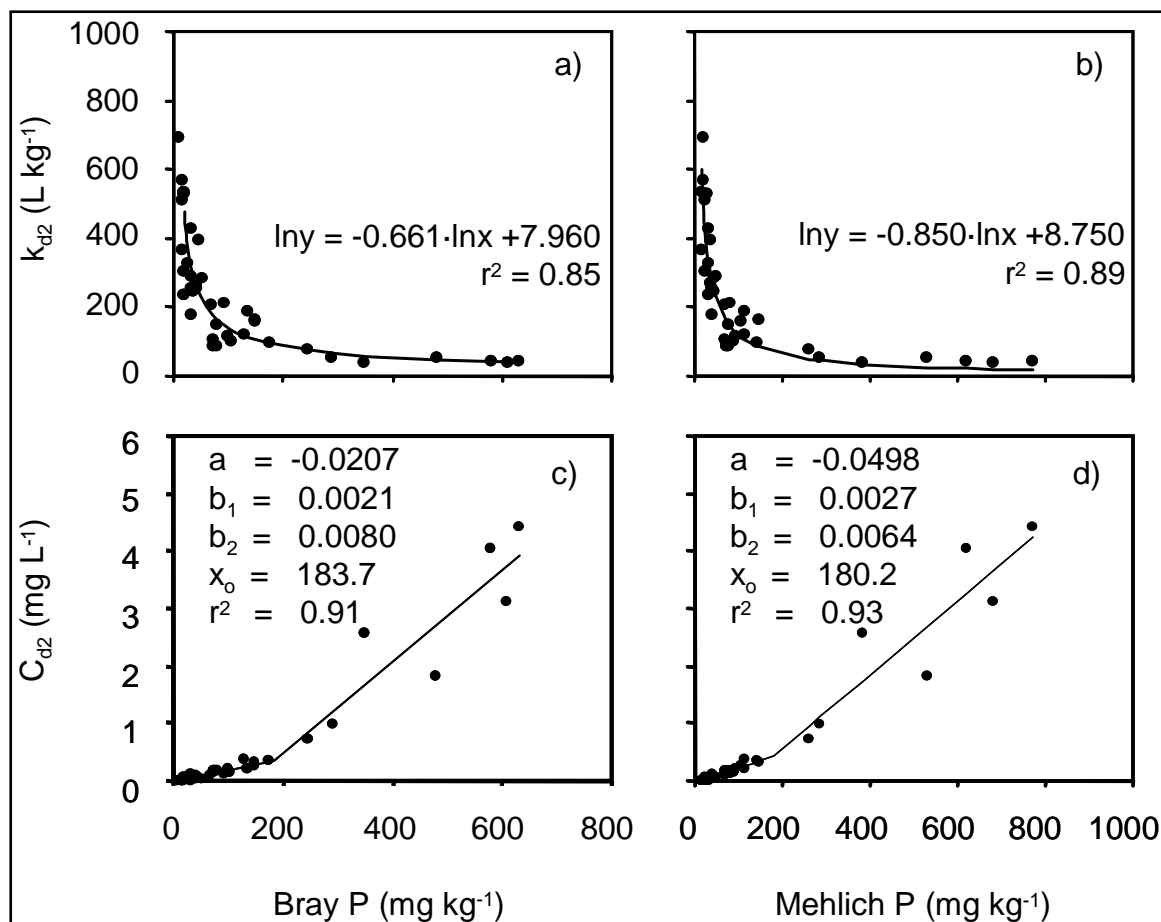 1000
800
600
400
200
0
k_d2 (L kg⁻¹)
a)
lny = -0.661·lnx +7.960
r² = 0.85
b)
lny = -0.850·lnx +8.750
r² = 0.89
6
5
4
3
2
1
0
C_d2 (mg L⁻¹)
a = -0.0207
b₁ = 0.0021
b₂ = 0.0080
x₀ = 183.7
r² = 0.91
c)
a = -0.0498
b₁ = 0.0027
b₂ = 0.0064
x₀ = 180.2
r² = 0.93
d)
0 200 400 600 800
0 200 400 600 800 1000
Bray P (mg kg⁻¹)
Mehlich P (mg kg⁻¹)